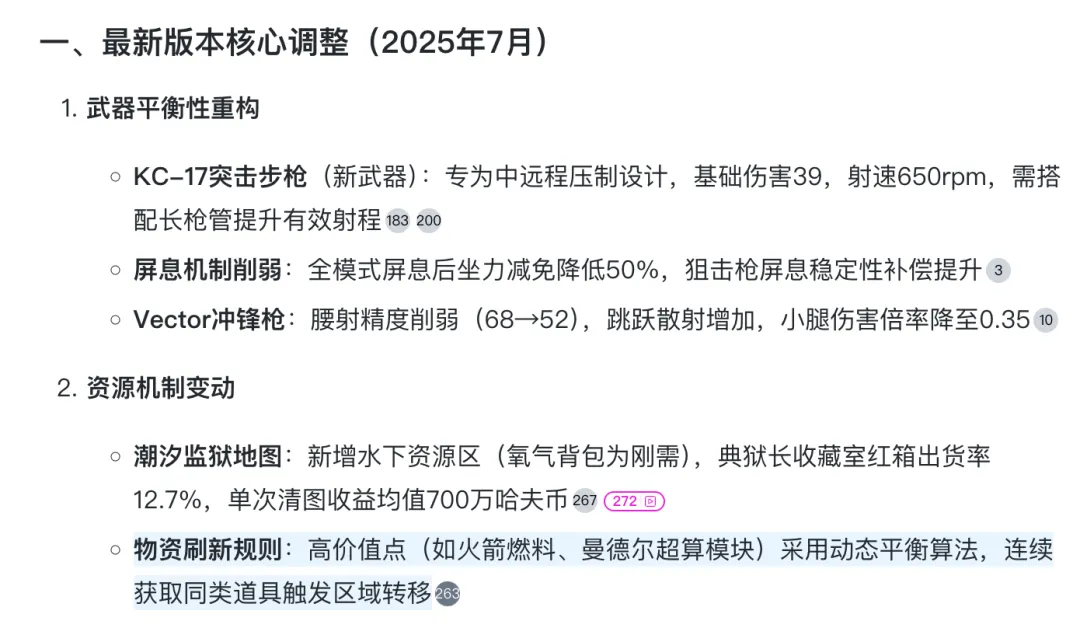 一、最新版本核心调整（2025年7月）
1. 武器平衡性重构
○ KC-17突击步枪（新武器）：专为中远程压制设计，基础伤害39，射速650rpm，需搭
配长枪管提升有效射程 183 200
○ 屏息机制削弱：全模式屏息后坐力减免降低50%，狙击枪屏息稳定性补偿提升 3
○ Vector冲锋枪：腰射精度削弱（68→52），跳跃散射增加，小腿伤害倍率降至0.35 10
2. 资源机制变动
○ 潮汐监狱地图：新增水下资源区（氧气背包为刚需），典狱长收藏室红箱出货率
12.7%，单次清图收益均值700万哈夫币 267 272
○ 物资刷新规则：高价值点（如火箭燃料、曼德尔超算模块）采用动态平衡算法，连续
获取同类道具触发区域转移 263